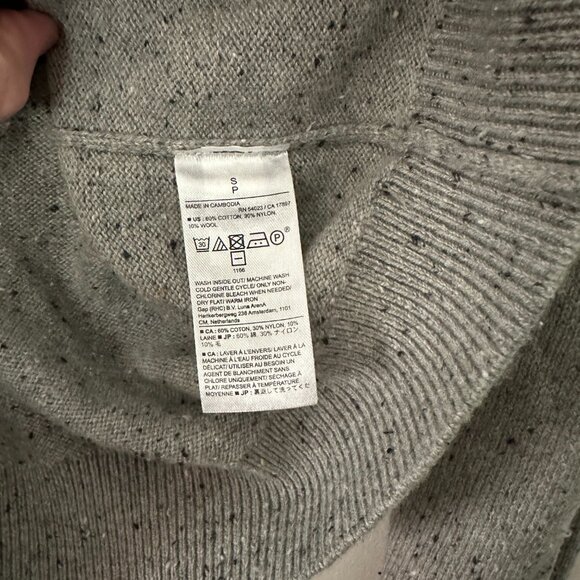 S
P
MADE IN CAMBODIA RN 54023 / CA 17897
■ US : 60% COTTON, 30% NYLON,
10% WOOL
30 P ®
1166
WASH INSIDE OUT/ MACHINE WASH
COLD GENTLE CYCLE/ ONLY NON-
CHLORINE BLEACH WHEN NEEDED/
DRY FLAT/ WARM IRON
Gap (RHC) B.V. Luna ArenA
Herikerbergweg 238 Amsterdam, 1101
CM, Netherlands
■ CA : 60% COTON, 30% NYLON, 10%
LAINE ■ JP : 60% 綿, 30% ナイロン,
10% 毛
■ CA : LAVER À L'ENVERS/ LAVER À LA
MACHINE À L'EAU FROIDE AU CYCLE
DÉLICAT/ UTILISER AU BESOIN UN
AGENT DE BLANCHIMENT SANS
CHLORE UNIQUEMENT/ SÉCHAGE À
PLAT/ REPASSER À TEMPÉRATURE
MOYENNE ■ JP : 裏返して洗ってくだ